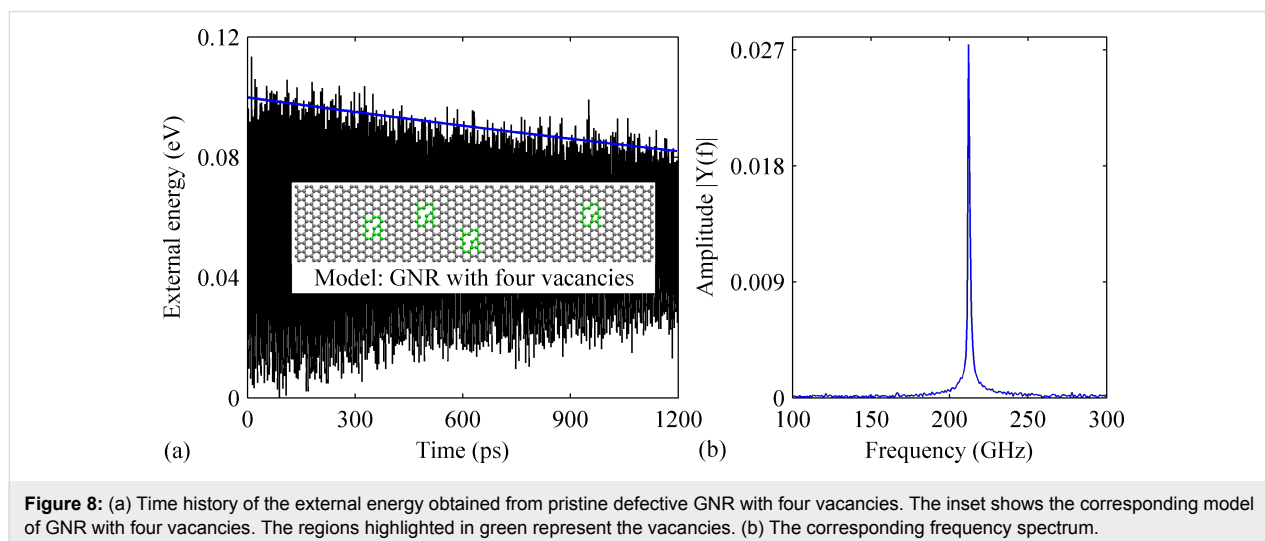 0.12
0.08
0.04
0
External energy (eV)
Model: GNR with four vacancies
0 300 600 900 1200
Time (ps)
(a)
0.027
0.018
0.009
0
Amplitude |Y(f)|
100 150 200 250 300
Frequency (GHz)
(b)
Figure 8: (a) Time history of the external energy obtained from pristine defective GNR with four vacancies. The inset shows the corresponding model
of GNR with four vacancies. The regions highlighted in green represent the vacancies. (b) The corresponding frequency spectrum.